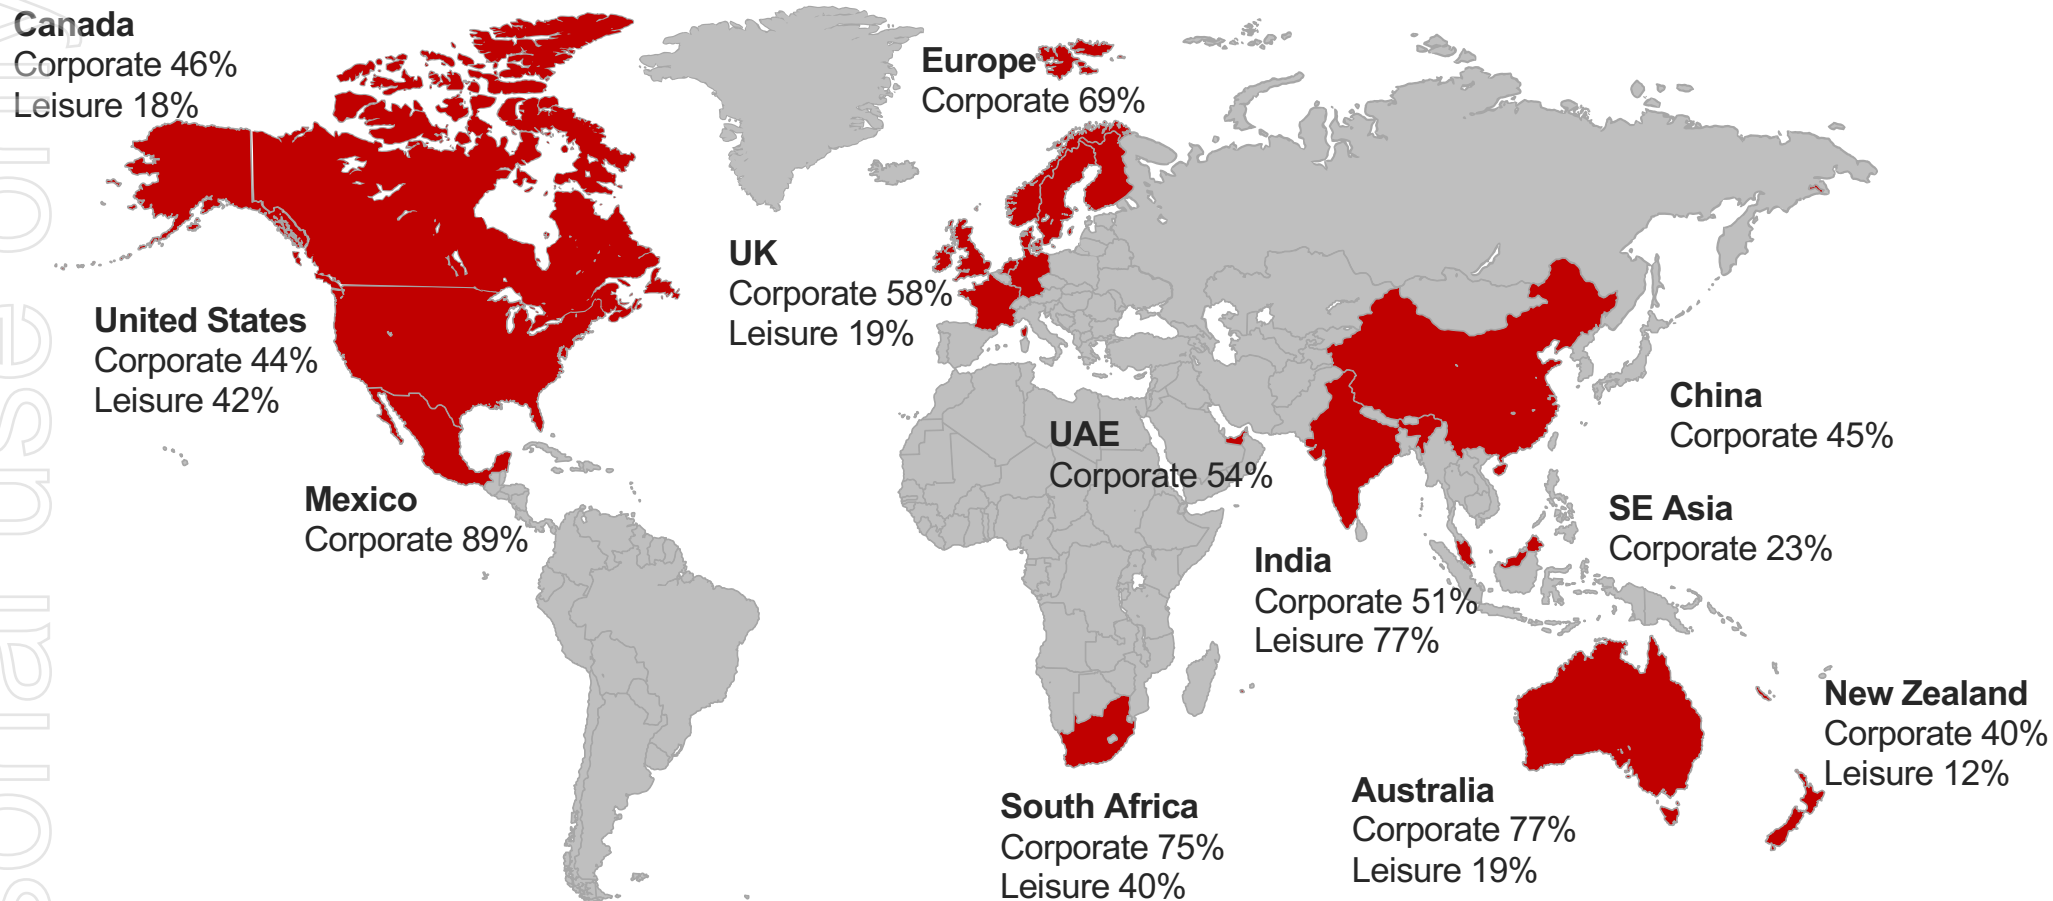 Canada
Corporate 46%
Leisure 18%
Europe
Corporate 69%
UK
Corporate 58%
Leisure 19%
United States
Corporate 44%
Leisure 42%
China
Corporate 45%
UAE
Corporate 54%
Mexico
Corporate 89%
SE Asia
Corporate 23%
India
Corporate 51%
Leisure 77%
New Zealand
Corporate 40%
Leisure 12%
South Africa
Corporate 75%
Leisure 40%
Australia
Corporate 77%
Leisure 19%